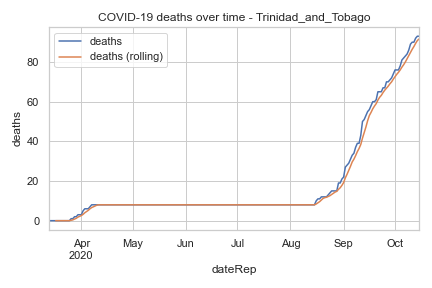 COVID-19 deaths over time - Trinidad_and_Tobago
deaths
deaths (rolling)
80
60
40
20
0
deaths
Apr
2020
May
Jun
Jul
Aug
Sep
Oct
dateRep